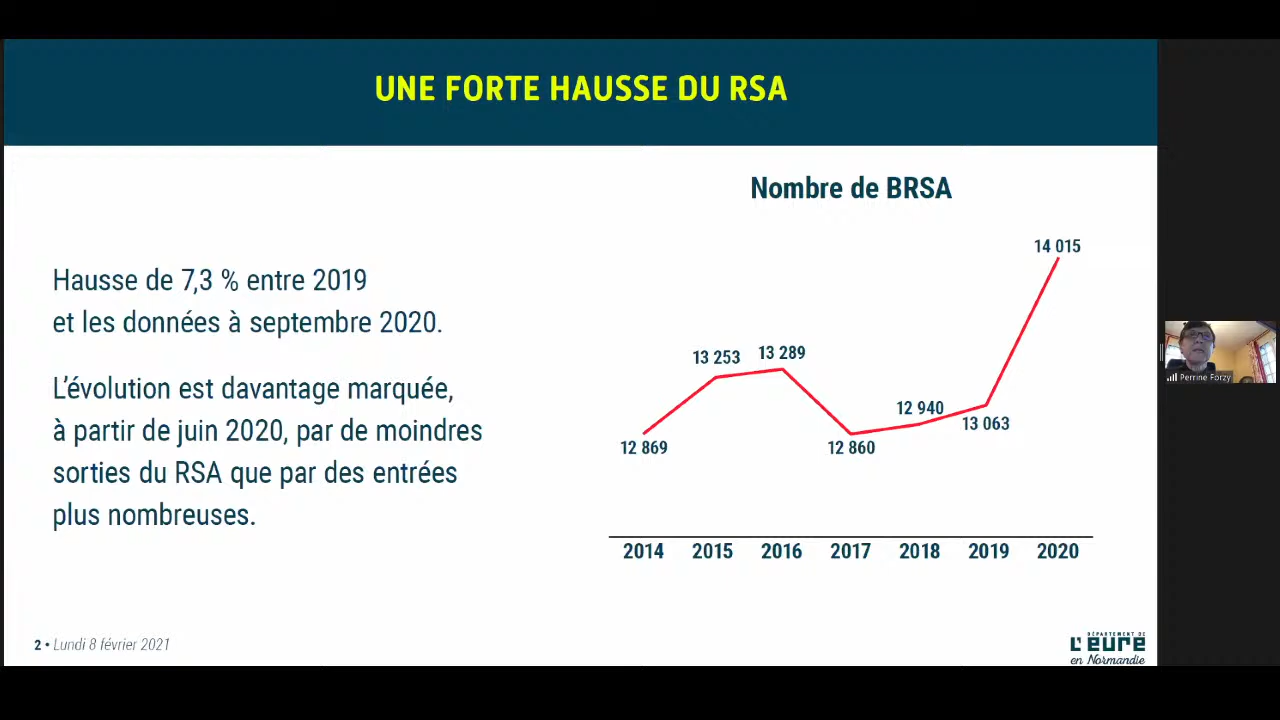 UNE FORTE HAUSSE DU RSA
Hausse de 7,3 % entre 2019
et les données à septembre 2020.
L'évolution est davantage marquée,
à partir de juin 2020, par de moindres
sorties du RSA que par des entrées
plus nombreuses.
Nombre de BRSA
14 015
13 253
13 289
12 940
13 063
12 869
12 860
2014 2015 2016 2017 2018 2019 2020
Perrine Forzy
2 • Lundi 8 février 2021
DÉPARTEMENT DE
L'EURE
en Normandie